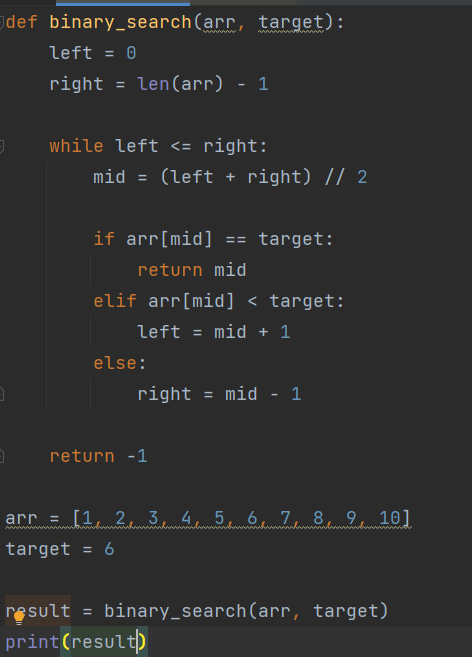 def binary_search(arr, target):
    left = 0
    right = len(arr) - 1

    while left <= right:
        mid = (left + right) // 2

        if arr[mid] == target:
            return mid
        elif arr[mid] < target:
            left = mid + 1
        else:
            right = mid - 1

    return -1

arr = [1, 2, 3, 4, 5, 6, 7, 8, 9, 10]
target = 6

result = binary_search(arr, target)
print(result)